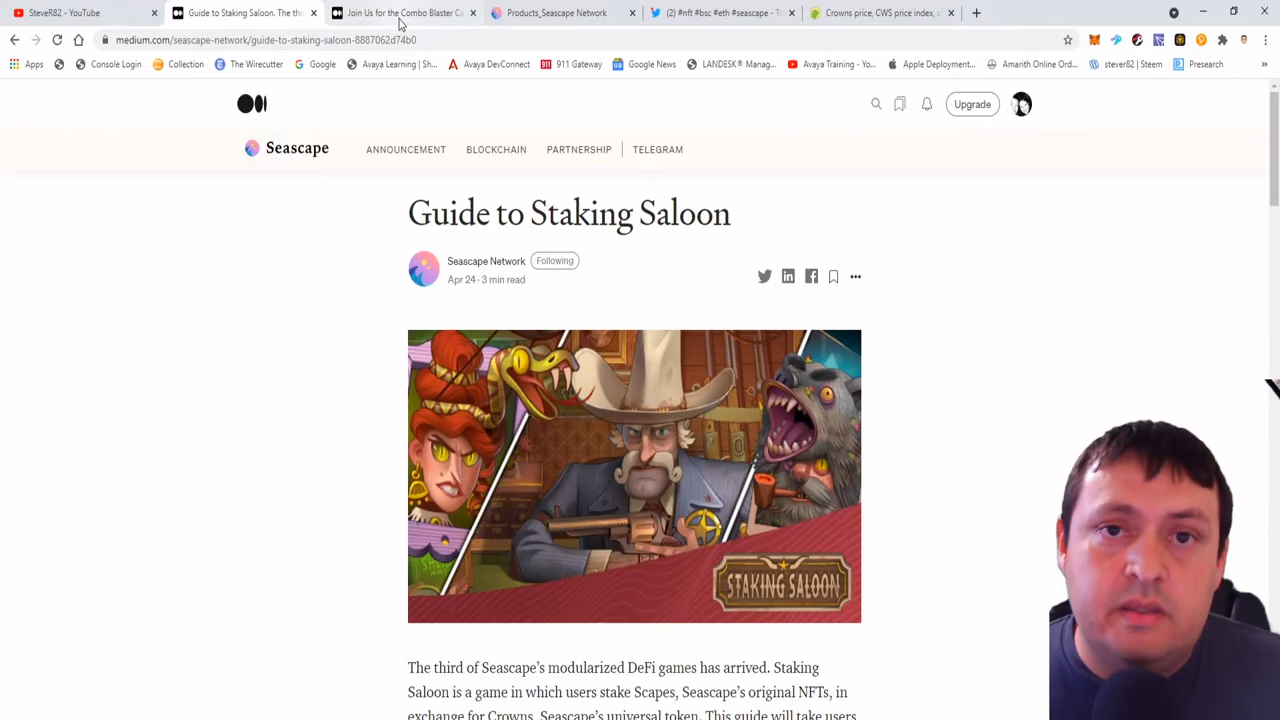 SteveR82 - YouTube
Guide to Staking Saloon. The thi
Join Us for the Combo Blaster Ca
Products_Seascape Network
(2) #nft #bsc #eth #seascape - Tw
Crowns price, CWS price index, c
medium.com/seascape-network/guide-to-staking-saloon-8887062d74b0
Apps
Console Login
Collection
The Wirecutter
Google
Avaya Learning | Sh...
Avaya DevConnect
911 Gateway
Google News
LANDESK® Manag...
Avaya Training - Yo...
Apple Deployment...
Amarith Online Ord...
stever82 | Steem
Presearch
»
Upgrade
Seascape
ANNOUNCEMENT
BLOCKCHAIN
PARTNERSHIP
TELEGRAM
Guide to Staking Saloon
Seascape Network
Following
Apr 24 · 3 min read
STAKING SALOON
The third of Seascape's modularized DeFi games has arrived. Staking
Saloon is a game in which users stake Scapes, Seascape's original NFTs, in
exchange for Crowns, Seascape's universal token. This guide will take users